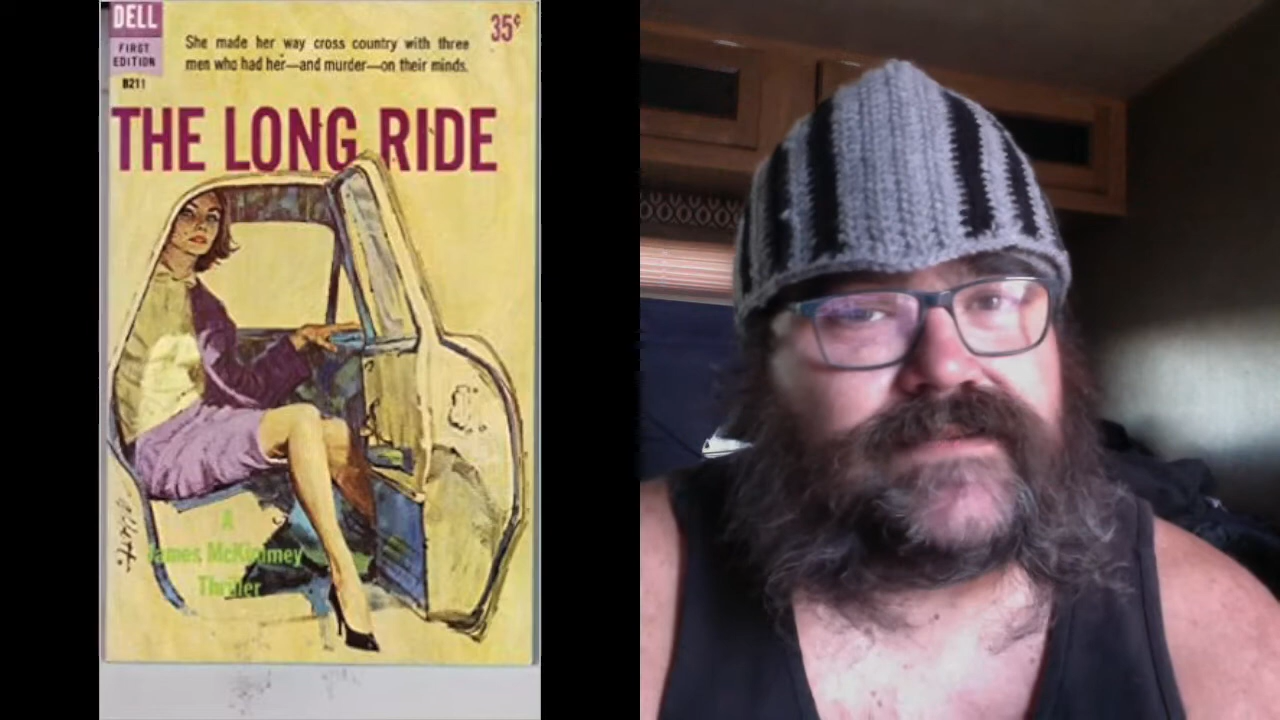 DELL
FIRST
EDITION
B211
35¢
She made her way cross country with three
men who had her—and murder—on their minds.
THE LONG RIDE
A
James McKimmey
Thriller